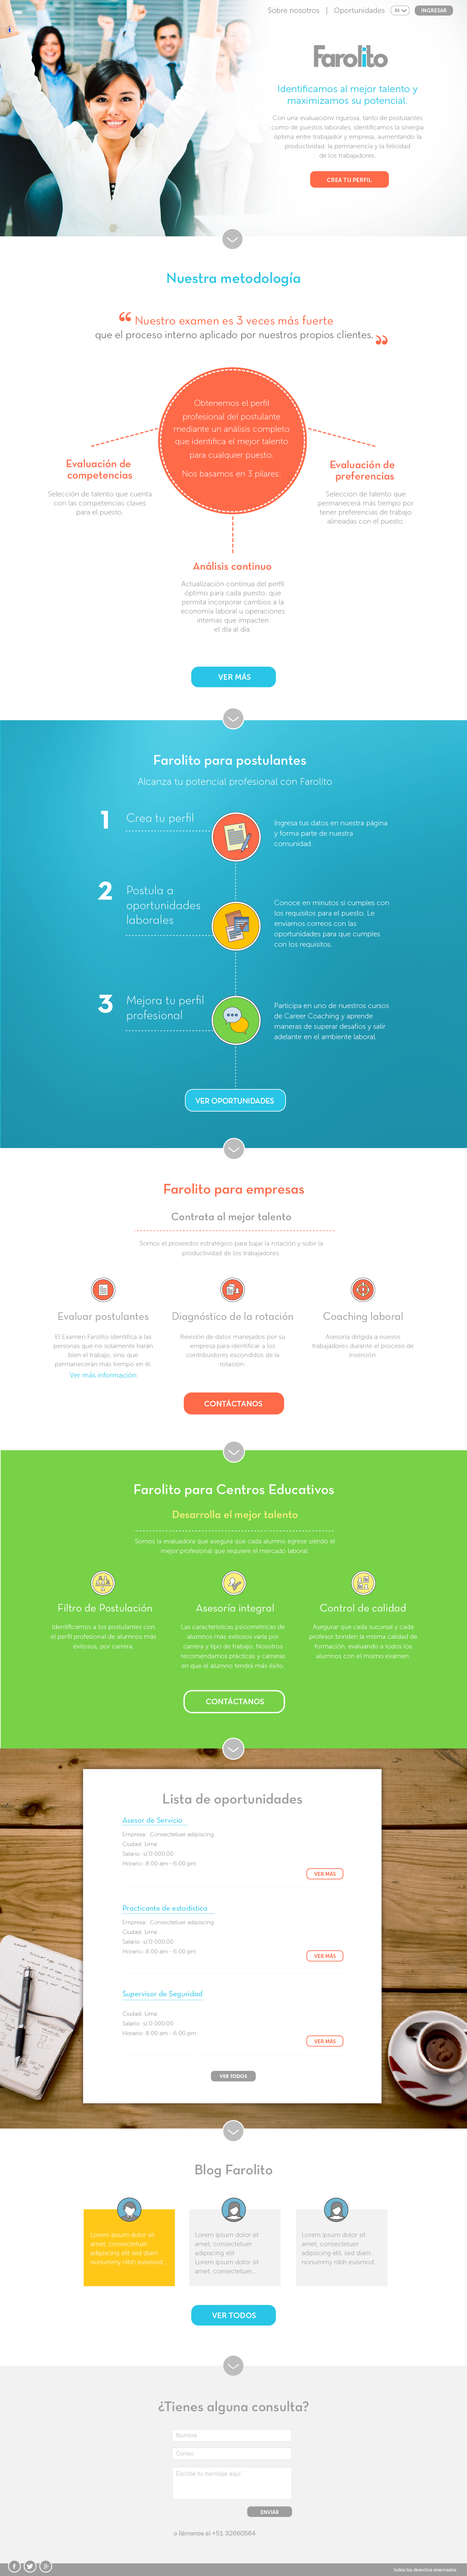 Sobre nosotros | Oportunidades ES INGRESAR
Farolito
Identificamos al mejor talento y
maximizamos su potencial.
Con una evaluacionv rigurosa, tanto de postulantes
como de puestos laborales, identificamos la sinergia
óptima entre trabajador y empresa, aumentando la
productividad, la permanencia y la felicidad
de los trabajadores.
CREA TU PERFIL
Nuestra metodología
“ Nuestro examen es 3 veces más fuerte
que el proceso interno aplicado por nuestros propios clientes. ”
Obtenemos el perfil
profesional del postulante
mediante un análisis completo
que identifica el mejor talento
para cualquier puesto.
Nos basamos en 3 pilares:
Evaluación de
competencias
Selección de talento que cuenta
con las competencias claves
para el puesto.
Evaluación de
preferencias
Selección de talento que
permanecerá más tiempo por
tener preferencias de trabajo
alineadas con el puesto.
Análisis continuo
Actualización continua del perfil
óptimo para cada puesto, que
permita incorporar cambios a la
economía laboral u operaciones
internas que impacten
el día al día.
VER MÁS
Farolito para postulantes
Alcanza tu potencial profesional con Farolito
1 Crea tu perfil
Ingresa tus datos en nuestra página
y forma parte de nuestra
comunidad.
2 Postula a
oportunidades
laborales
Conoce en minutos si cumples con
los requisitos para el puesto. Le
enviamos correos con las
oportunidades para que cumples
con los requisitos.
3 Mejora tu perfil
profesional
Participa en uno de nuestros cursos
de Career Coaching y aprende
maneras de superar desafíos y salir
adelante en el ambiente laboral.
VER OPORTUNIDADES
Farolito para empresas
Contrata al mejor talento
Somos el proveedor estratégico para bajar la rotación y subir la
productividad de los trabajadores.
Evaluar postulantes
El Examen Farolito identifica a las
personas que no solamente harán
bien el trabajo, sino que
permanecerán más tiempo en él.
Ver más información
Diagnóstico de la rotación
Revisión de datos manejados por su
empresa para identificar a los
contribuidores escondidos de la
rotación.
Coaching laboral
Asesoría dirigida a nuevos
trabajadores durante el proceso de
inserción.
CONTÁCTANOS
Farolito para Centros Educativos
Desarrolla el mejor talento
Somos la evaluadora que asegura que cada alumno egrese siendo el
mejor profesional que requiere el mercado laboral.
Filtro de Postulación
Identificamos a los postulantes con
el perfil profesional de alumnos más
éxitosos, por carrera.
Asesoría integral
Las características psicométricas de
alumnos más exitosos varía por
carrera y tipo de trabajo. Nosotros
recomendamos prácticas y carreras
en que el alumno tendrá más éxito.
Control de calidad
Asegurar que cada sucursal y cada
profesor brinden la misma calidad de
formación, evaluando a todos los
alumnos con el mismo examen.
CONTÁCTANOS
Lista de oportunidades
Asesor de Servicio
Empresa : Consectetuer adipiscing
Ciudad: Lima
Salario: s/.0 000.00
Horario: 8:00 am - 6:00 pm
VER MÁS
Practicante de estadística
Empresa : Consectetuer adipiscing
Ciudad: Lima
Salario: s/.0 000.00
Horario: 8:00 am - 6:00 pm
VER MÁS
Supervisor de Seguridad
Ciudad: Lima
Salario: s/.0 000.00
Horario: 8:00 am - 6:00 pm
VER MÁS
VER TODOS
Blog Farolito
Lorem ipsum dolor sit
amet, consectetuer
adipiscing elit sed diam
nonummy nibh euismod...
Lorem ipsum dolor sit
amet, consectetuer
adipiscing elit
Lorem ipsum dolor sit
amet, consectetuer...
Lorem ipsum dolor sit
amet, consectetuer
adipiscing elit, sed diam
nonummy nibh euismod...
VER TODOS
¿Tienes alguna consulta?
Nombre
Correo
Escribe tu mensaje aquí
ENVIAR
o llámanos al +51 32660564
todos los derechos reservados